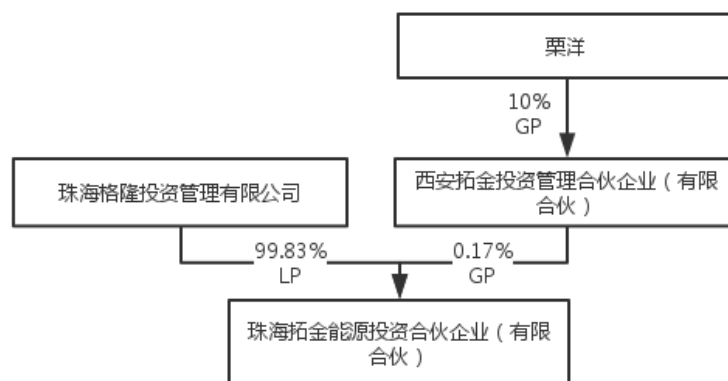 栗洋
10%
GP
珠海格隆投资管理有限公司
西安拓金投资管理合伙企业（有限
合伙）
99.83%
LP
0.17%
GP
珠海拓金能源投资合伙企业（有限
合伙）